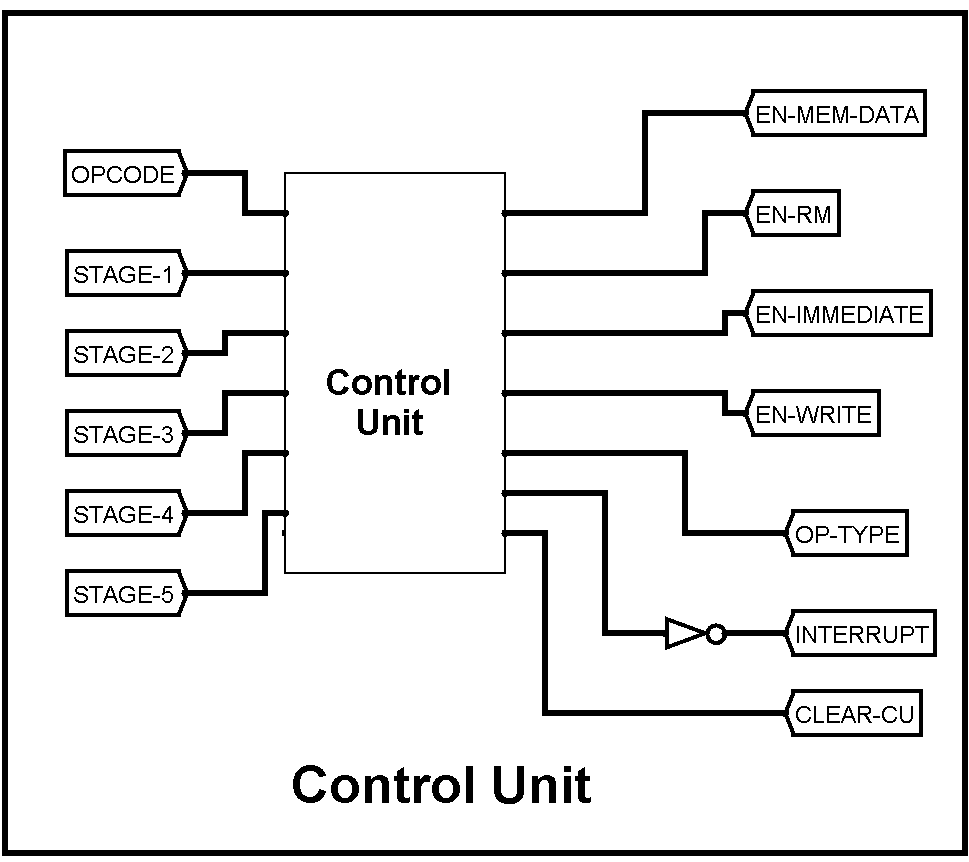 OPCODE
STAGE-1
STAGE-2
STAGE-3
STAGE-4
STAGE-5
Control
Unit
EN-MEM-DATA
EN-RM
EN-IMMEDIATE
EN-WRITE
OP-TYPE
INTERRUPT
CLEAR-CU
Control Unit